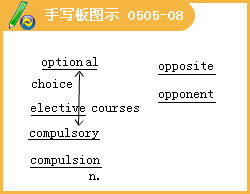 手写板图示 0505-08
optional
choice
elective courses
compulsory
compulsion
n.
opposite
opponent